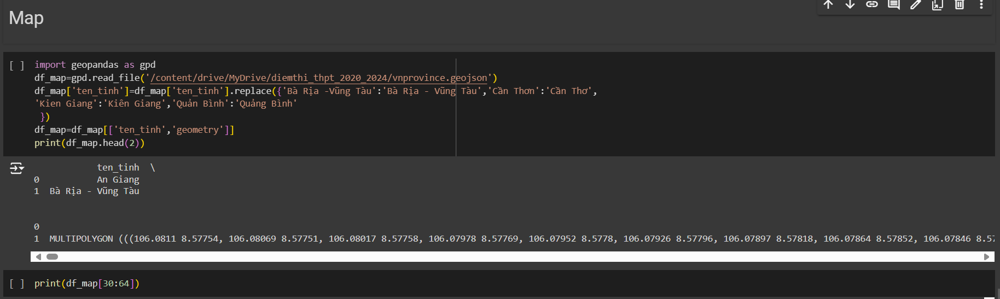 Map
[ ] import geopandas as gpd
df_map=gpd.read_file('/content/drive/MyDrive/diemthi_thpt_2020_2024/vnprovince.geojson')
df_map['ten_tinh']=df_map['ten_tinh'].replace({'Bà Rịa -Vũng Tàu':'Bà Rịa - Vũng Tàu','Cần Thơn':'Cần Thơ',
'Kien Giang':'Kiên Giang','Quản Bình':'Quảng Bình'
})
df_map=df_map[['ten_tinh','geometry']]
print(df_map.head(2))
ten_tinh \
0 An Giang
1 Bà Rịa - Vũng Tàu
0
1 MULTIPOLYGON (((106.0811 8.57754, 106.08069 8.57751, 106.08017 8.57758, 106.07978 8.57769, 106.07952 8.5778, 106.07926 8.57796, 106.07897 8.57818, 106.07864 8.57852, 106.07846 8.57
[ ] print(df_map[30:64])